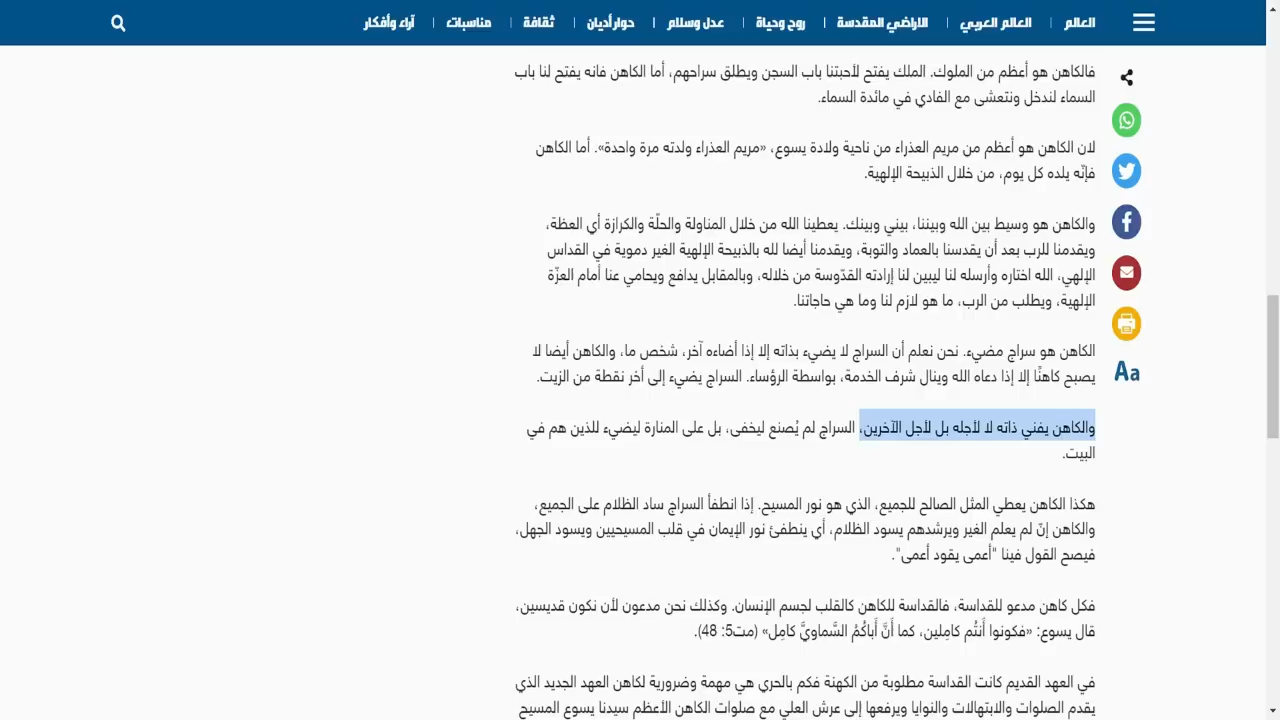 العالم
العالم العربي
الاراضي المقدسة
روح وحياة
عدل وسلام
حوار أديان
ثقافة
مناسبات
آراء وأفكار
فالكاهن هو أعظم من الملوك. الملك يفتح لأحبتنا باب السجن ويطلق سراحهم، أما الكاهن فانه يفتح لنا باب
السماء لندخل ونتعشى مع الفادي في مائدة السماء.
لان الكاهن هو أعظم من مريم العذراء من ناحية ولادة يسوع، «مريم العذراء ولدته مرة واحدة». أما الكاهن
فإنّه يلده كل يوم، من خلال الذبيحة الإلهية.
والكاهن هو وسيط بين الله وبيننا، بيني وبينك. يعطينا الله من خلال المناولة والحلّة والكرازة أي العظة،
ويقدمنا للرب بعد أن يقدسنا بالعماد والتوبة، ويقدمنا أيضا لله بالذبيحة الإلهية الغير دموية في القداس
الإلهي، الله اختاره وأرسله لنا ليبين لنا إرادته القدّوسة من خلاله، وبالمقابل يدافع ويحامي عنا أمام العزّة
الإلهية، ويطلب من الرب، ما هو لازم لنا وما هي حاجاتنا.
الكاهن هو سراج مضيء. نحن نعلم أن السراج لا يضيء بذاته إلا إذا أضاءه آخر، شخص ما، والكاهن أيضا لا
يصبح كاهنًا إلا إذا دعاه الله وينال شرف الخدمة، بواسطة الرؤساء. السراج يضيء إلى أخر نقطة من الزيت.
والكاهن يفني ذاته لا لأجله بل لأجل الآخرين، السراج لم يُصنع ليخفى، بل على المنارة ليضيء للذين هم في
البيت.
هكذا الكاهن يعطي المثل الصالح للجميع، الذي هو نور المسيح. إذا انطفأ السراج ساد الظلام على الجميع،
والكاهن إنّ لم يعلم الغير ويرشدهم يسود الظلام، أي ينطفئ نور الإيمان في قلب المسيحيين ويسود الجهل،
فيصح القول فينا "أعمى يقود أعمى".
فكل كاهن مدعو للقداسة، فالقداسة للكاهن كالقلب لجسم الإنسان. وكذلك نحن مدعون لأن نكون قديسين،
قال يسوع: «فكونوا أَنتُم كامِلين، كما أَنَّ أَباكُمُ السَّماويَّ كامِل» (مت5: 48).
في العهد القديم كانت القداسة مطلوبة من الكهنة فكم بالحري هي مهمة وضرورية لكاهن العهد الجديد الذي
يقدم الصلوات والابتهالات والنوايا ويرفعها إلى عرش العلي مع صلوات الكاهن الأعظم سيدنا يسوع المسيح
Aa